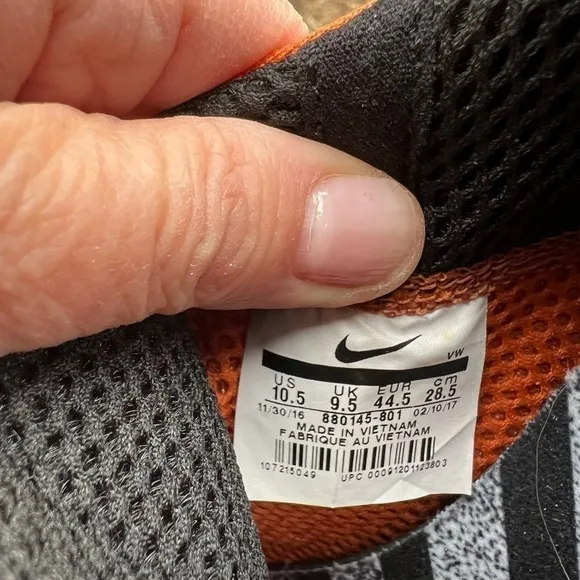 VW
US UK EUR cm
10.5 9.5 44.5 28.5
11/30/16 880145-801 02/10/17
MADE IN VIETNAM
FABRIQUE AU VIETNAM
107215049 UPC 00091201123803